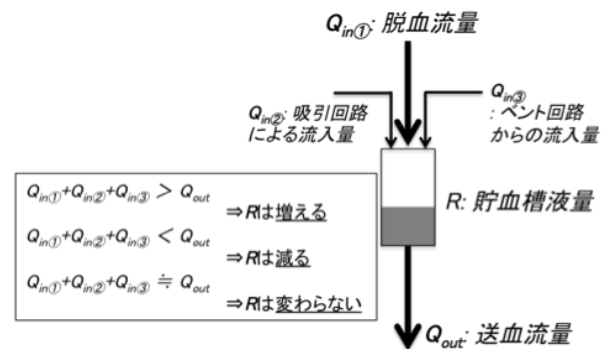 Qin①: 脱血流量
Qin②: 吸引回路
による流入量
Qin③
: ベント回路
からの流入量
R: 貯血槽液量
Qin①+Qin②+Qin③ > Qout
⇒Rは増える
Qin①+Qin②+Qin③ < Qout
⇒Rは減る
Qin①+Qin②+Qin③ ≒ Qout
⇒Rは変わらない
Qout: 送血流量